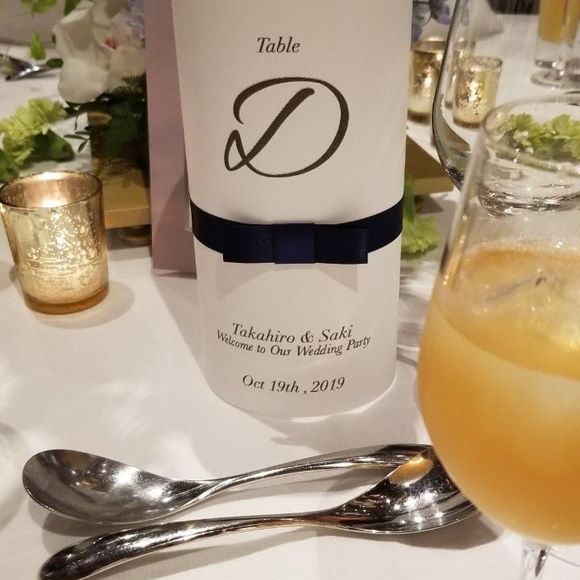 Table
D
Takahiro & Saki
Welcome to Our Wedding Party
Oct 19th, 2019